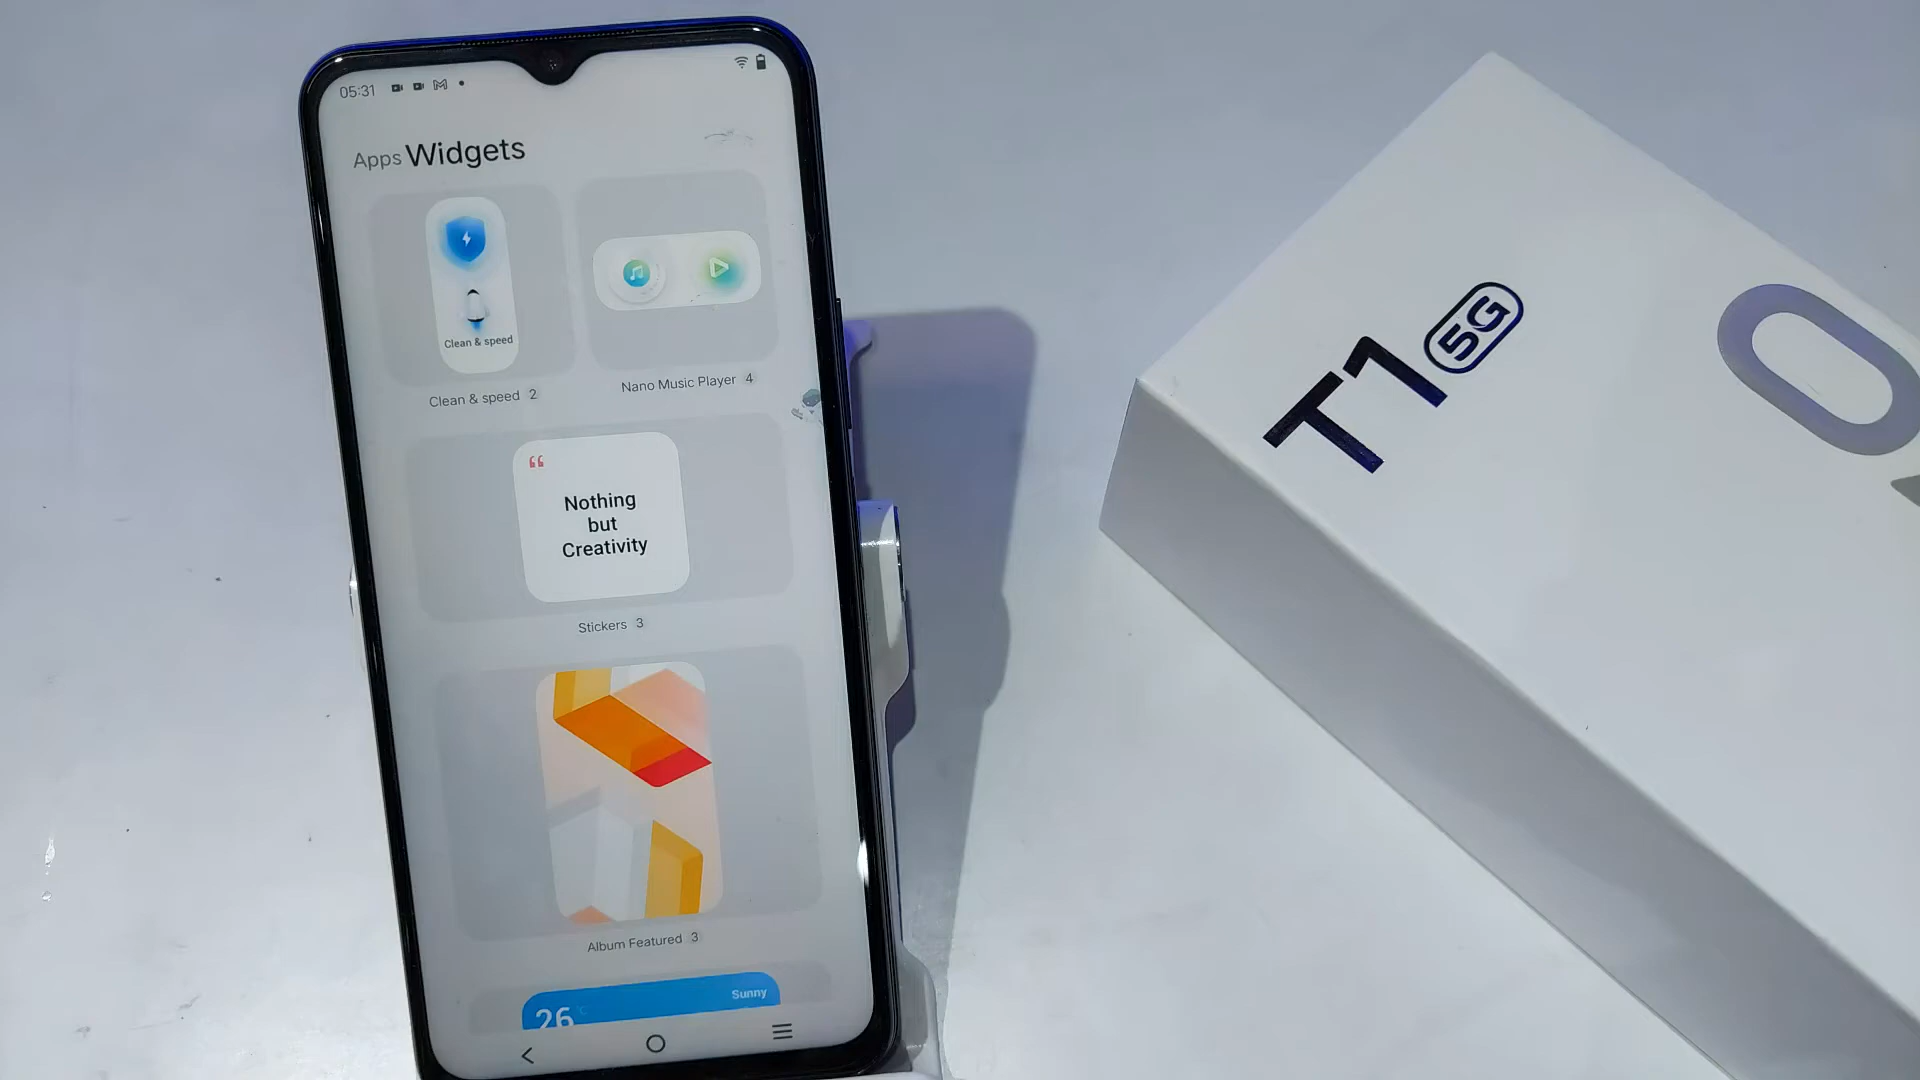 05:31
Apps Widgets
Clean & speed
Clean & speed 2
Nano Music Player 4
“
Nothing
but
Creativity
Stickers 3
Album Featured 3
26 °C
Sunny
T1 5G